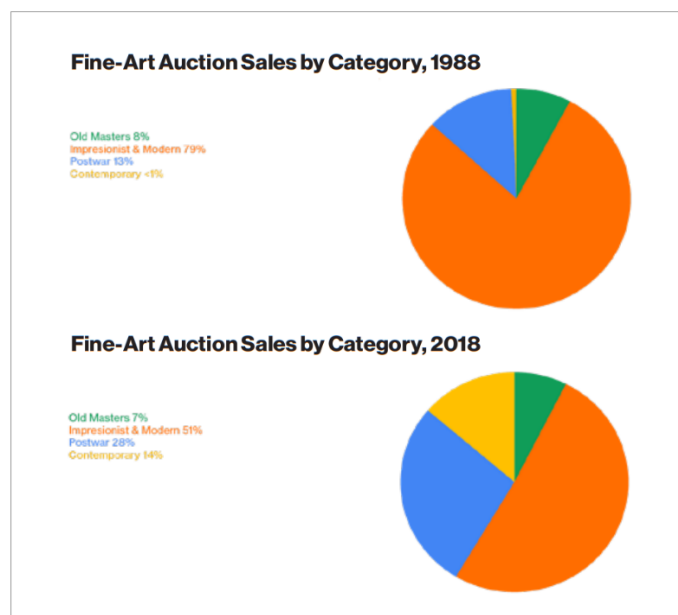 Fine-Art Auction Sales by Category, 1988
Old Masters 8%
Impresionist & Modern 79%
Postwar 13%
Contemporary <1%
Fine-Art Auction Sales by Category, 2018
Old Masters 7%
Impresionist & Modern 51%
Postwar 28%
Contemporary 14%